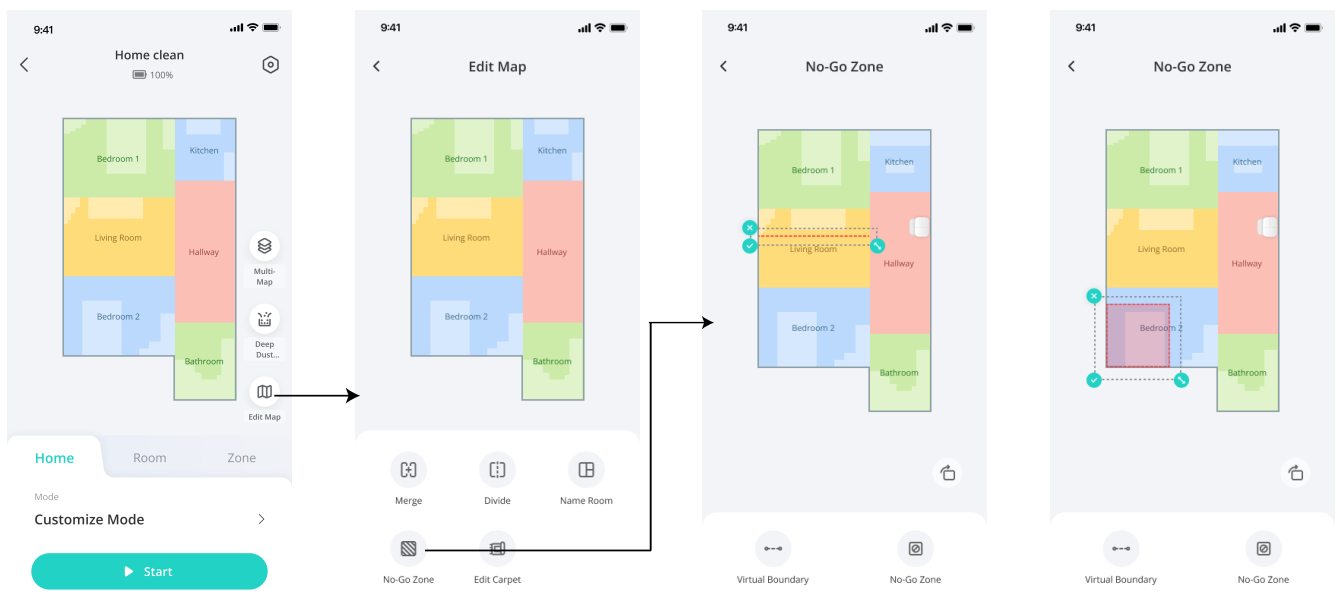 9:41
Home clean
100%
Bedroom 1
Kitchen
Living Room
Hallway
Multi-
Map
Bedroom 2
Deep
Dust...
Bathroom
Edit Map
Home
Room
Zone
Mode
Customize Mode
Start
9:41
Edit Map
Bedroom 1
Kitchen
Living Room
Hallway
Bedroom 2
Bathroom
Merge
Divide
Name Room
No-Go Zone
Edit Carpet
9:41
No-Go Zone
Bedroom 1
Kitchen
Living Room
Hallway
Bedroom 2
Bathroom
Virtual Boundary
No-Go Zone
9:41
No-Go Zone
Bedroom 1
Kitchen
Living Room
Hallway
Bedroom 2
Bathroom
Virtual Boundary
No-Go Zone